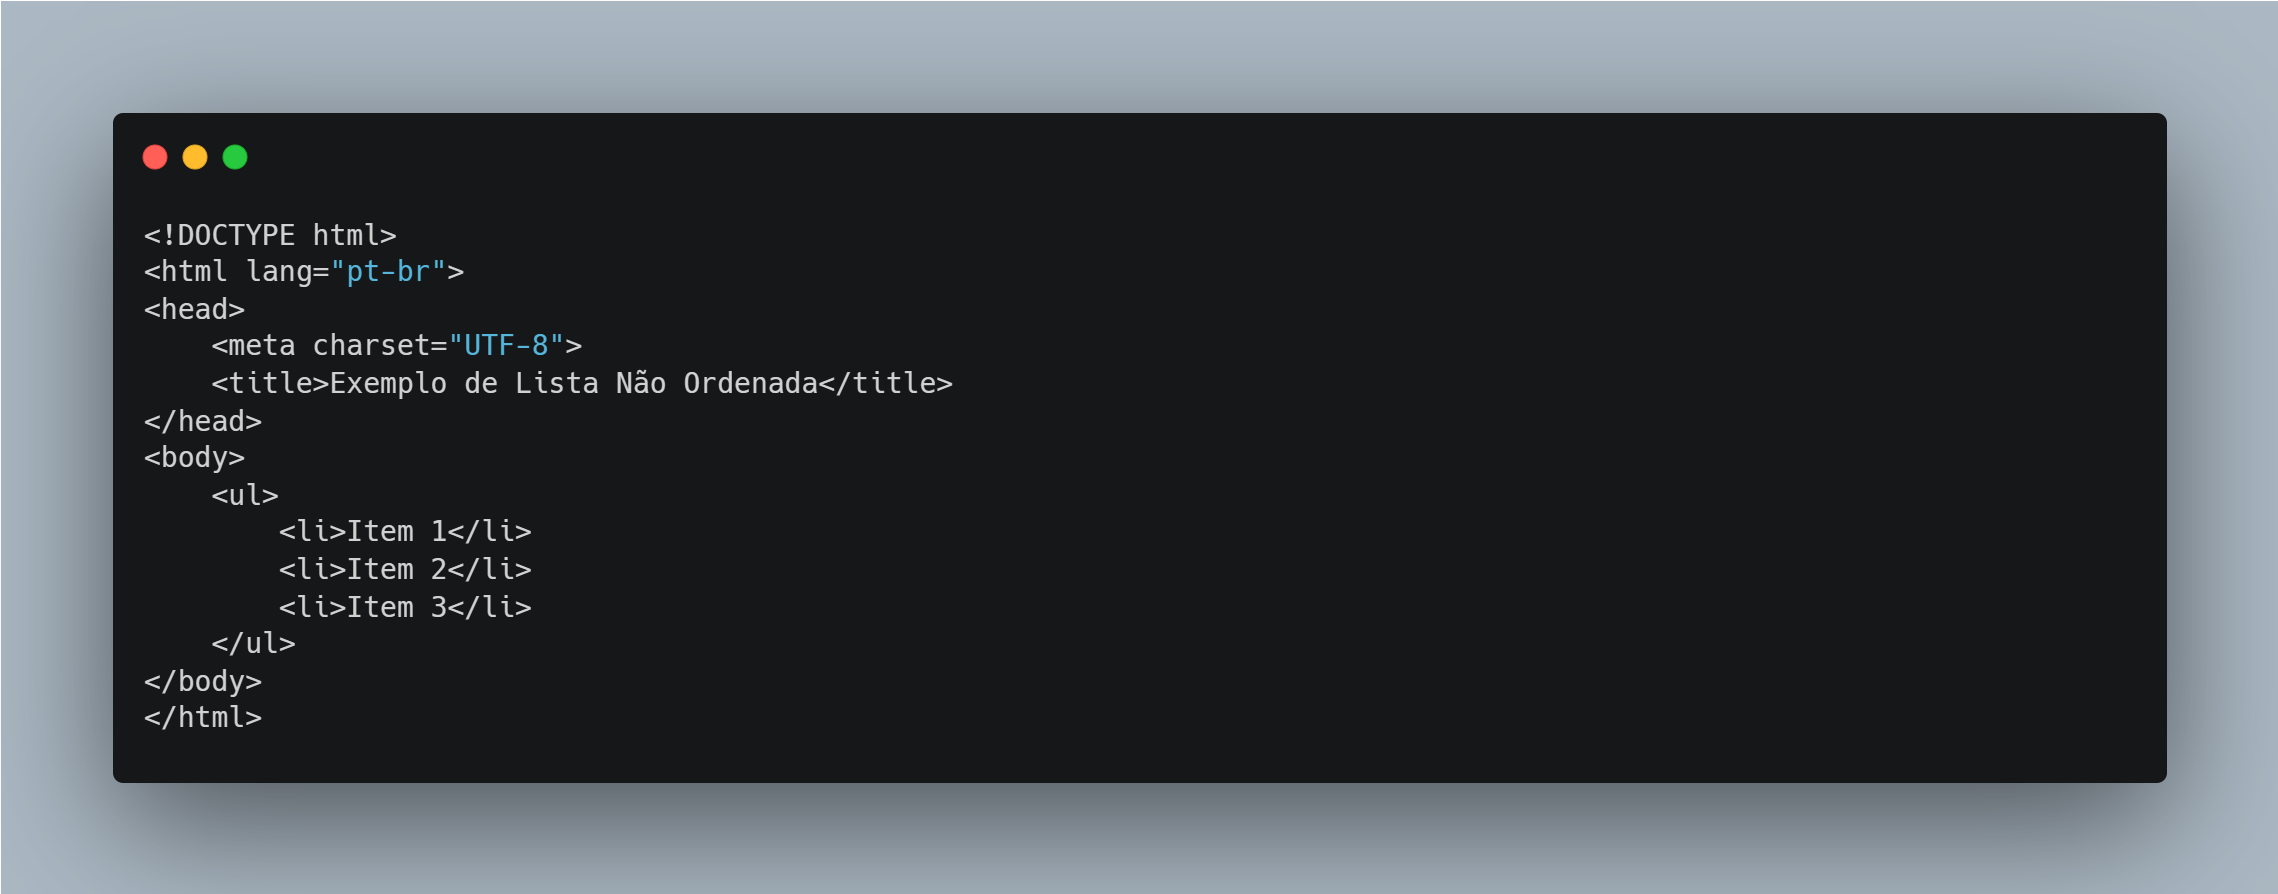 <!DOCTYPE html>
<html lang="pt-br">
<head>
    <meta charset="UTF-8">
    <title>Exemplo de Lista Não Ordenada</title>
</head>
<body>
    <ul>
        <li>Item 1</li>
        <li>Item 2</li>
        <li>Item 3</li>
    </ul>
</body>
</html>